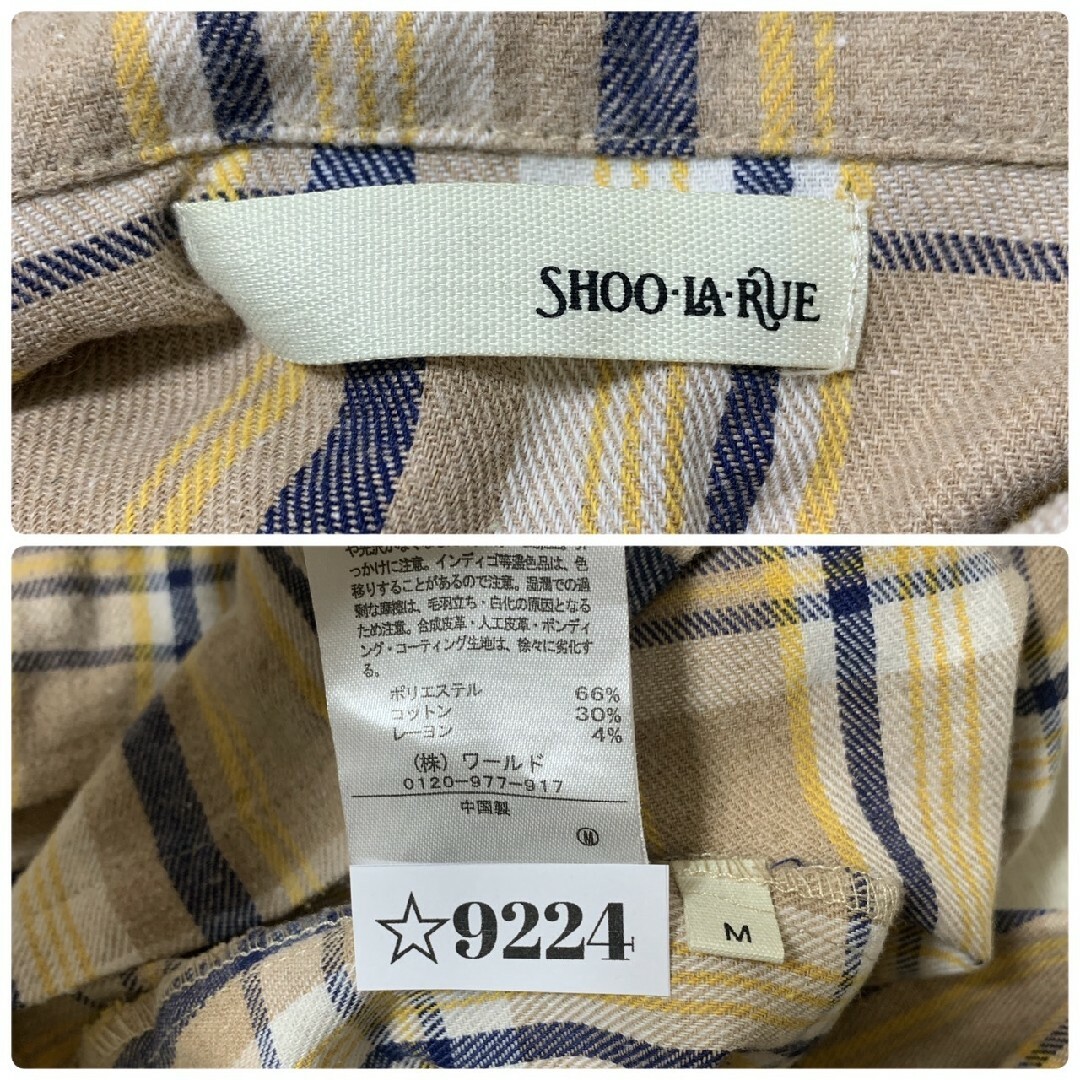 SHOO·LA·RUE
っかけに注意。インディゴ等濃色品は、色
移りすることがあるので注意。湿潤での過
剰な摩擦は、毛羽立ち・白化の原因となる
ため注意。合成皮革・人工皮革・ボンディ
ング・コーティング生地は、徐々に劣化す
る。
ポリエステル 66%
コットン 30%
レーヨン 4%
(株) ワールド
0120-977-917
中国製
M
☆9224
M